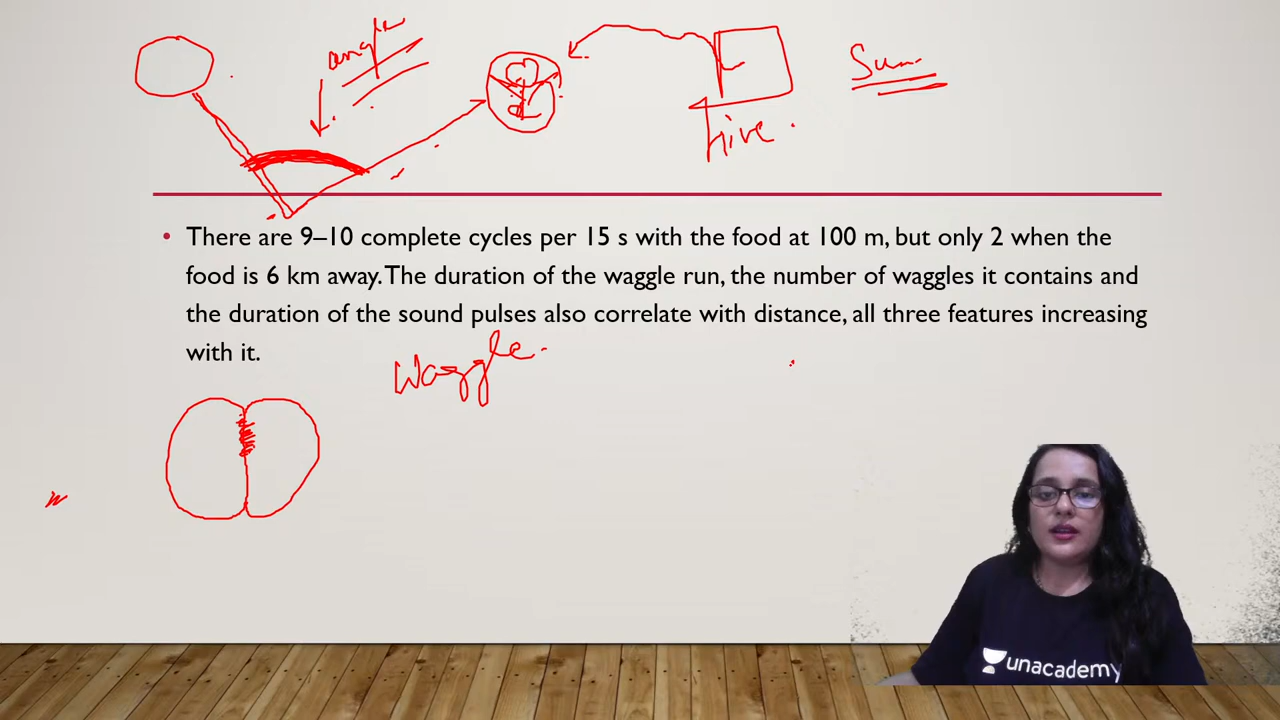 angle
Sun
hive.
• There are 9–10 complete cycles per 15 s with the food at 100 m, but only 2 when the
food is 6 km away. The duration of the waggle run, the number of waggles it contains and
the duration of the sound pulses also correlate with distance, all three features increasing
with it.
Waggle.
unacademy